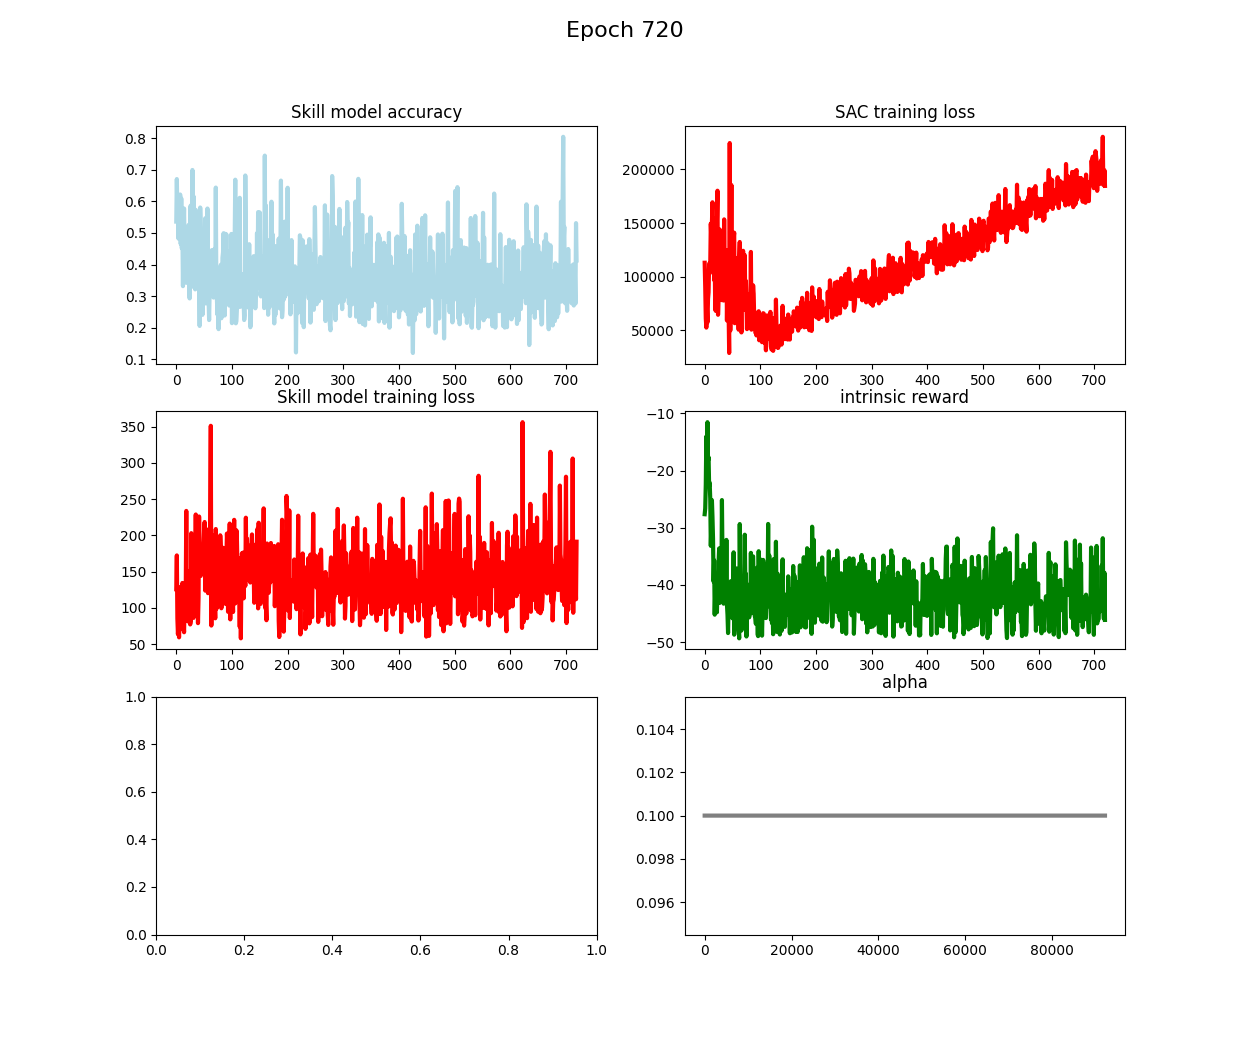 Epoch 720
Skill model accuracy
0.8
0.7
0.6
0.5
0.4
0.3
0.2
0.1
0 100 200 300 400 500 600 700
SAC training loss
200000
150000
100000
50000
0 100 200 300 400 500 600 700
Skill model training loss
350
300
250
200
150
100
50
0 100 200 300 400 500 600 700
intrinsic reward
−10
−20
−30
−40
−50
0 100 200 300 400 500 600 700
1.0
0.8
0.6
0.4
0.2
0.0
0.0 0.2 0.4 0.6 0.8 1.0
alpha
0.104
0.102
0.100
0.098
0.096
0 20000 40000 60000 80000